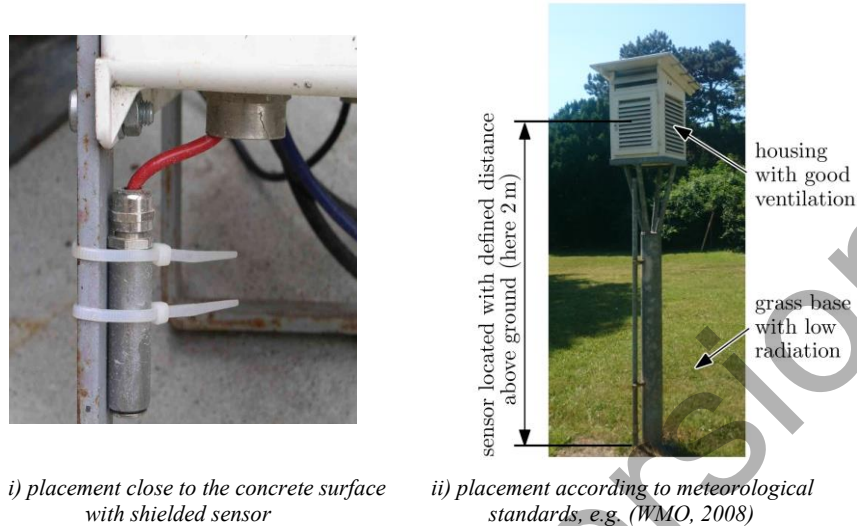 sensor located with defined distance
above ground (here 2 m)
housing
with good
ventilation
grass base
with low
radiation
i) placement close to the concrete surface
with shielded sensor
ii) placement according to meteorological
standards, e.g. (WMO, 2008)
ersion